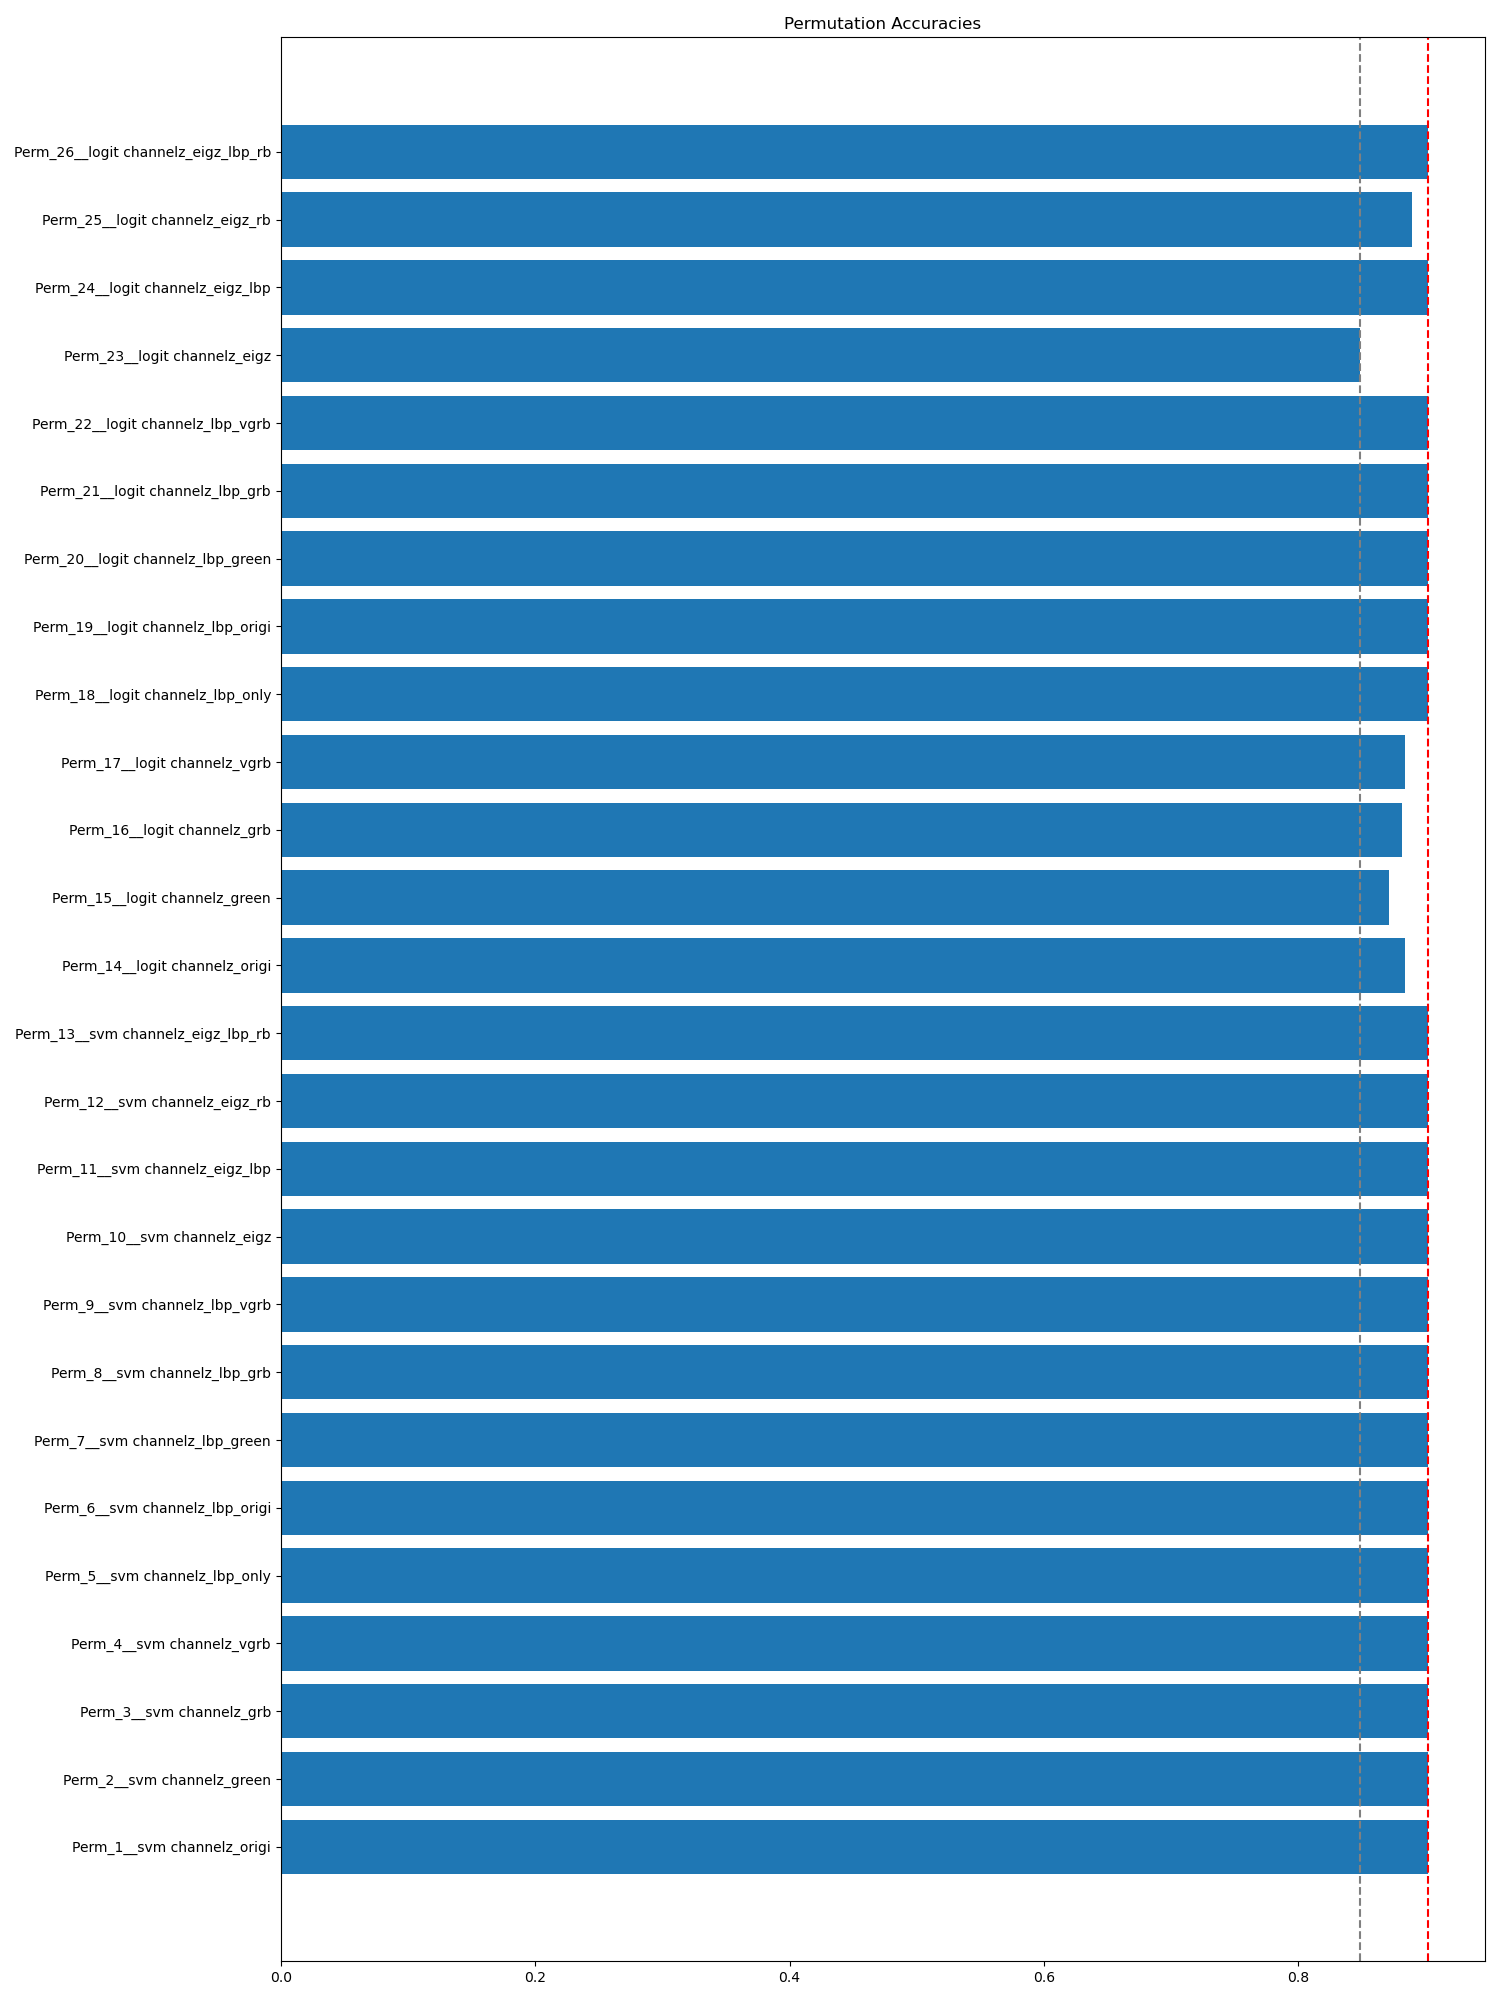 Permutation Accuracies
Perm_26__logit channelz_eigz_lbp_rb
Perm_25__logit channelz_eigz_rb
Perm_24__logit channelz_eigz_lbp
Perm_23__logit channelz_eigz
Perm_22__logit channelz_lbp_vgrb
Perm_21__logit channelz_lbp_grb
Perm_20__logit channelz_lbp_green
Perm_19__logit channelz_lbp_origi
Perm_18__logit channelz_lbp_only
Perm_17__logit channelz_vgrb
Perm_16__logit channelz_grb
Perm_15__logit channelz_green
Perm_14__logit channelz_origi
Perm_13__svm channelz_eigz_lbp_rb
Perm_12__svm channelz_eigz_rb
Perm_11__svm channelz_eigz_lbp
Perm_10__svm channelz_eigz
Perm_9__svm channelz_lbp_vgrb
Perm_8__svm channelz_lbp_grb
Perm_7__svm channelz_lbp_green
Perm_6__svm channelz_lbp_origi
Perm_5__svm channelz_lbp_only
Perm_4__svm channelz_vgrb
Perm_3__svm channelz_grb
Perm_2__svm channelz_green
Perm_1__svm channelz_origi
0.0 0.2 0.4 0.6 0.8